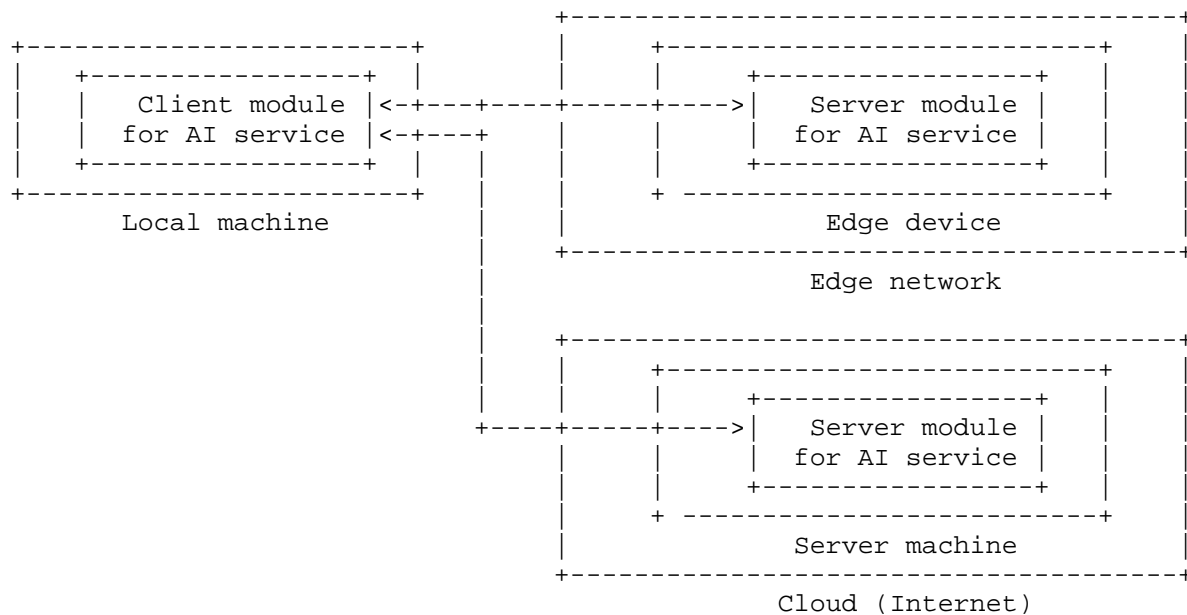 Client module
for AI service
Local machine
Server module
for AI service
Edge device
Edge network
Server module
for AI service
Server machine
Cloud (Internet)